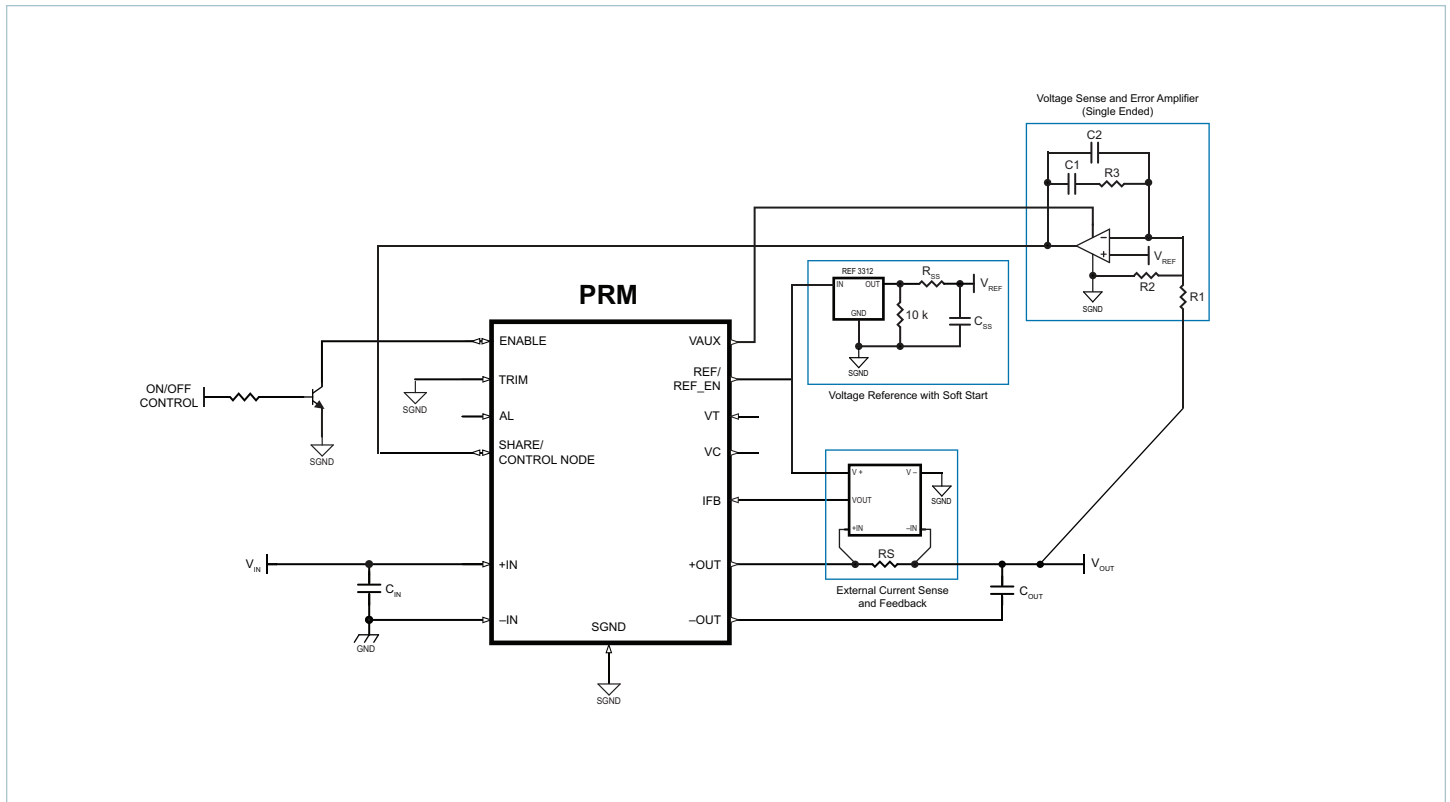 Voltage Sense and Error Amplifier
(Single Ended)
C2
C1
R3
–
+
VREF
R2
R1
SGND
REF 3312
IN
OUT
GND
RSS
10 k
CSS
VREF
SGND
Voltage Reference with Soft Start
PRM
ENABLE
TRIM
AL
SHARE/
CONTROL NODE
+IN
–IN
SGND
VAUX
REF/
REF_EN
VT
VC
IFB
+OUT
–OUT
ON/OFF
CONTROL
SGND
SGND
VIN
CIN
GND
SGND
V +
V –
VOUT
+IN
–IN
SGND
RS
External Current Sense
and Feedback
COUT
VOUT